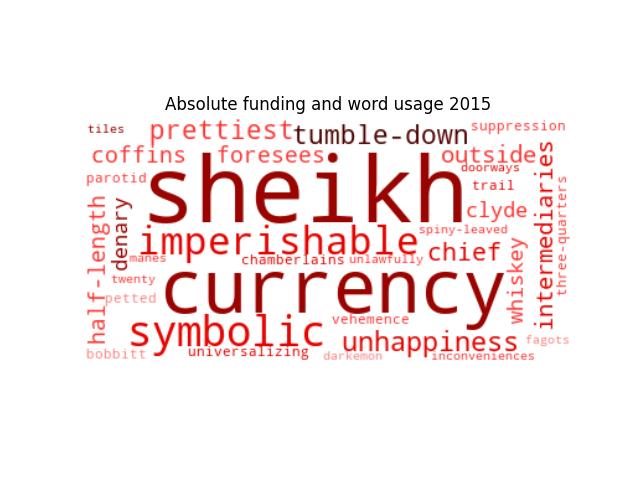 Absolute funding and word usage 2015
tiles
prettiest
tumble-down
suppression
coffins
foresees
outside
doorways
parotid
sheikh
trail
clyde
half-length
denary
imperishable
spiny-leaved
chief
intermediaries
three-quarters
manes
chamberlains
unlawfully
whiskey
twenty
petted
currency
symbolic
vehemence
unhappiness
fagots
bobbitt
universalizing
darkemon
inconveniences